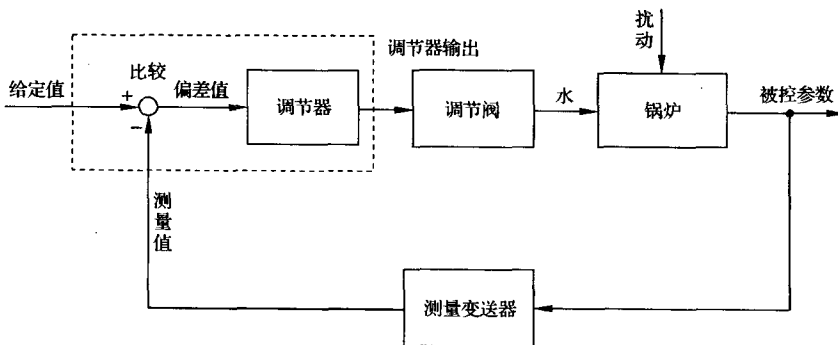 扰动
调节器输出
比较
给定值
+
偏差值
调节器
调节阀
水
锅炉
被控参数
-
测量值
测量变送器